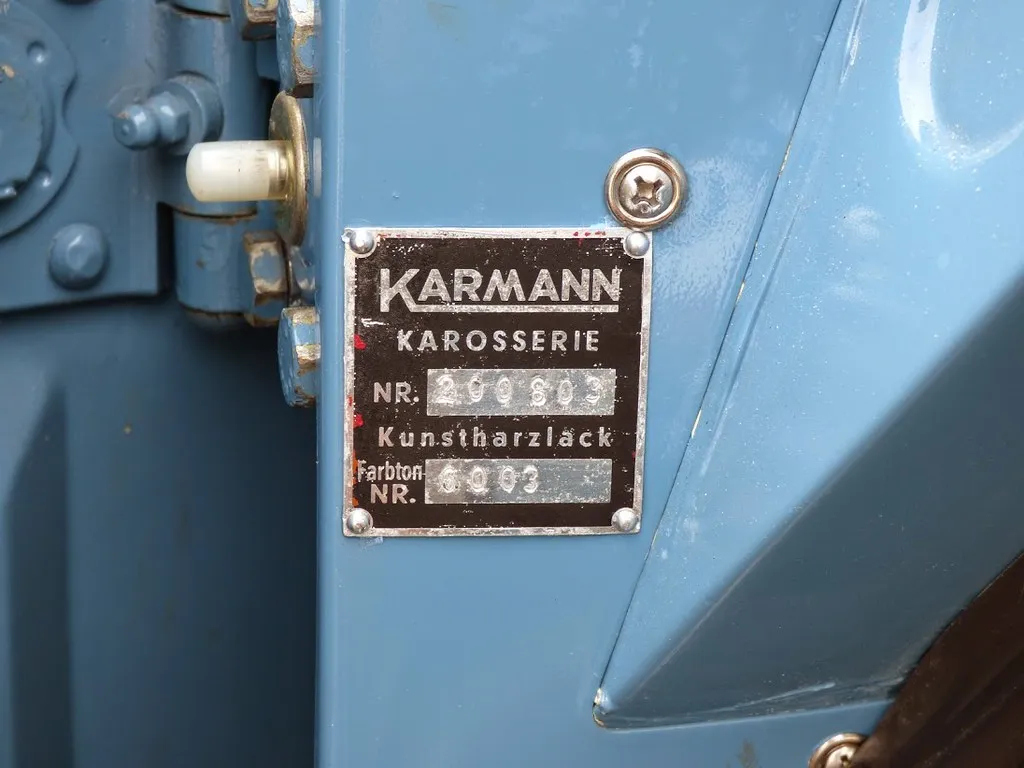 KARMANN
KAROSSERIE
NR. 200803
Kunstharzlack
Farbton
NR. 6003